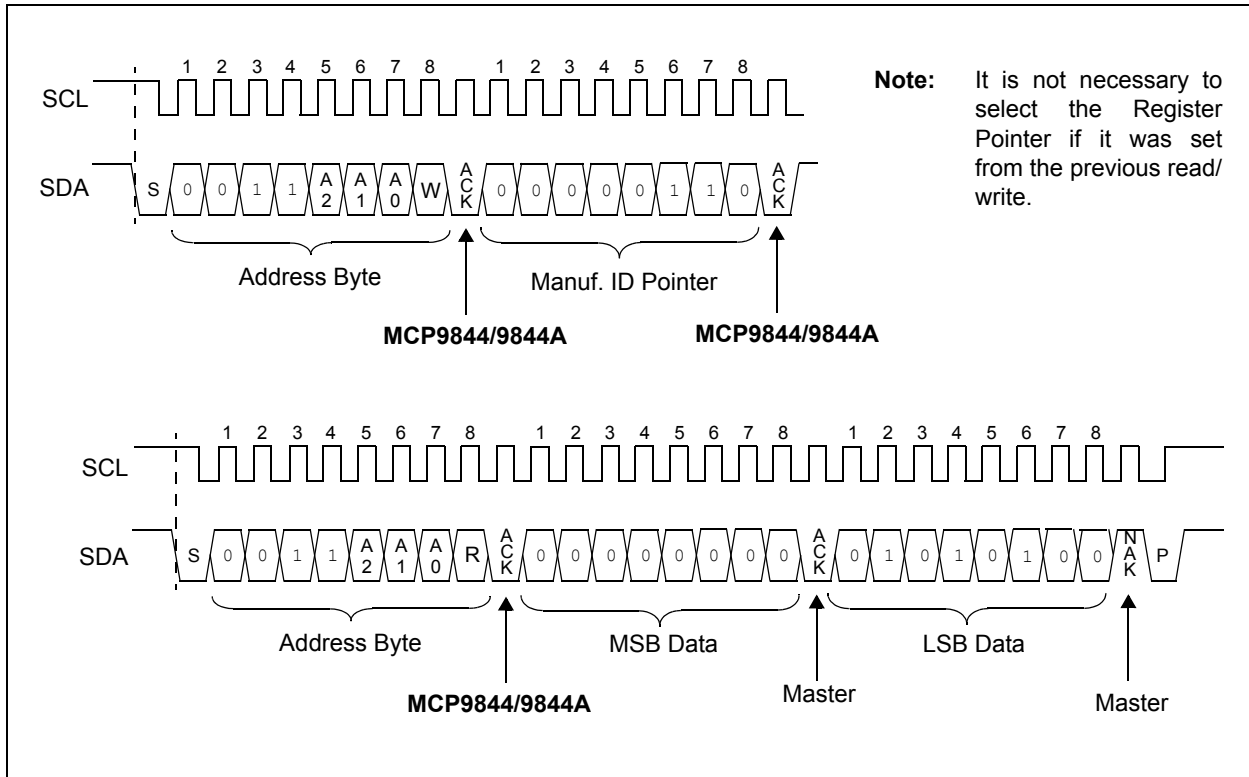 1 2 3 4 5 6 7 8 1 2 3 4 5 6 7 8
SCL
SDA
S 0 0 1 1 A2 A1 A0 W ACK 0 0 0 0 0 1 1 0 ACK
Address Byte
Manuf. ID Pointer
MCP9844/9844A
MCP9844/9844A
Note: It is not necessary to
select the Register
Pointer if it was set
from the previous read/
write.
1 2 3 4 5 6 7 8 1 2 3 4 5 6 7 8 1 2 3 4 5 6 7 8
SCL
SDA
S 0 0 1 1 A2 A1 A0 R ACK 0 0 0 0 0 0 0 0 ACK 0 1 0 1 0 1 0 0 NAK P
Address Byte
MSB Data
LSB Data
MCP9844/9844A
Master
Master